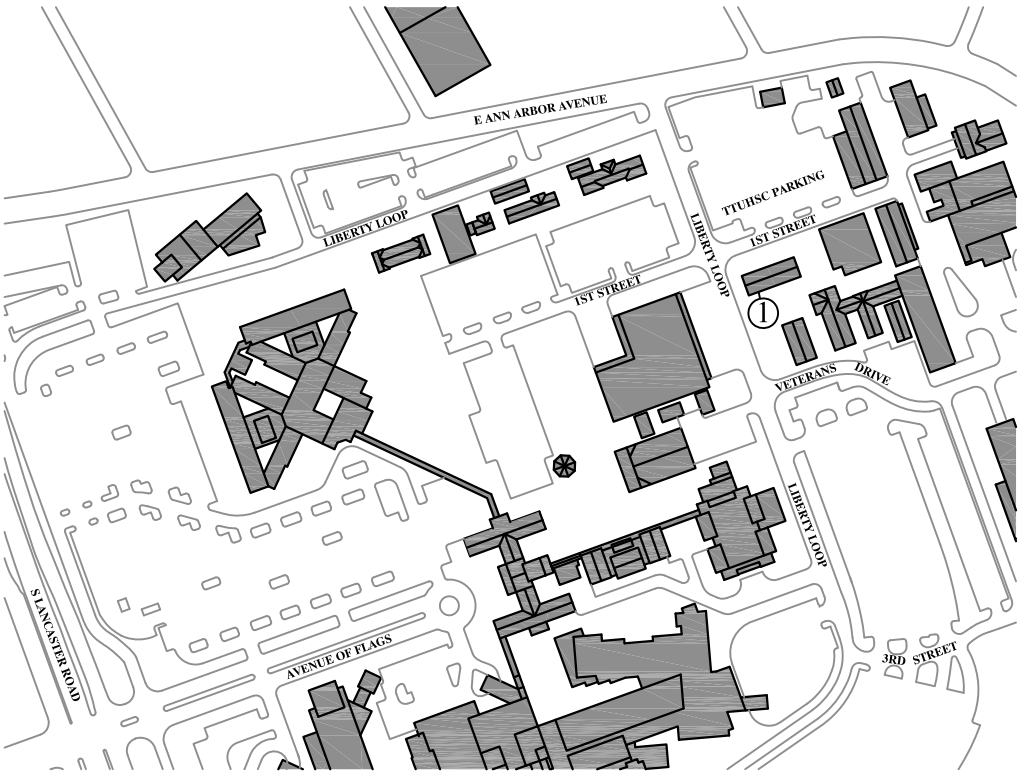 E ANN ARBOR AVENUE
TTUHSC PARKING
LIBERTY LOOP
1ST STREET
LIBERTY LOOP
1ST STREET
1
VETERANS DRIVE
LIBERTY LOOP
S LANCASTER ROAD
AVENUE OF FLAGS
3RD STREET